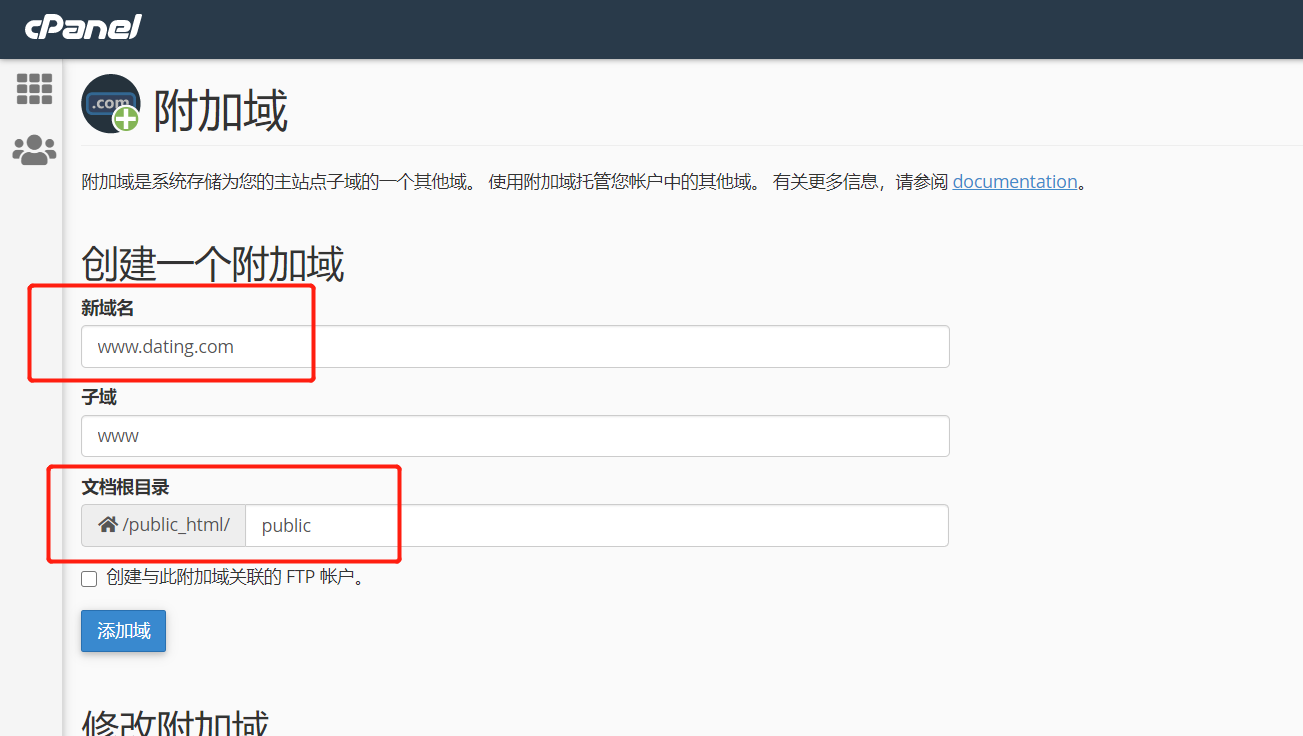 cPanel
.com
附加域
附加域是系统存储为您的主站点子域的一个其他域。 使用附加域托管您帐户中的其他域。 有关更多信息，请参阅 documentation。
创建一个附加域
新域名
www.dating.com
子域
www
文档根目录
/public_html/ public
创建与此附加域关联的 FTP 帐户。
添加域
修改附加域